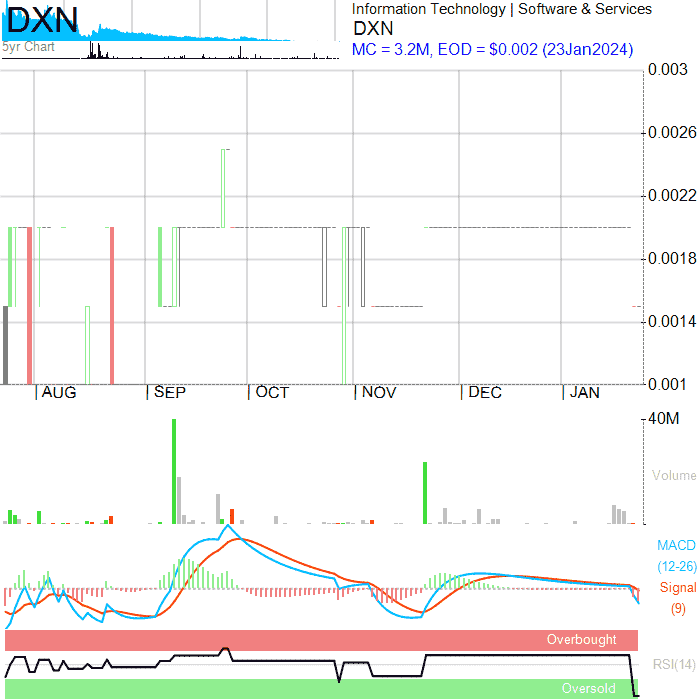 DXN
5yr Chart
Information Technology | Software & Services
DXN
MC = 3.2M, EOD = $0.002 (23Jan2024)
0.003
0.0026
0.0022
0.0018
0.0014
0.001
AUG
SEP
OCT
NOV
DEC
JAN
40M
Volume
MACD
(12-26)
Signal
(9)
Overbought
RSI(14)
Oversold